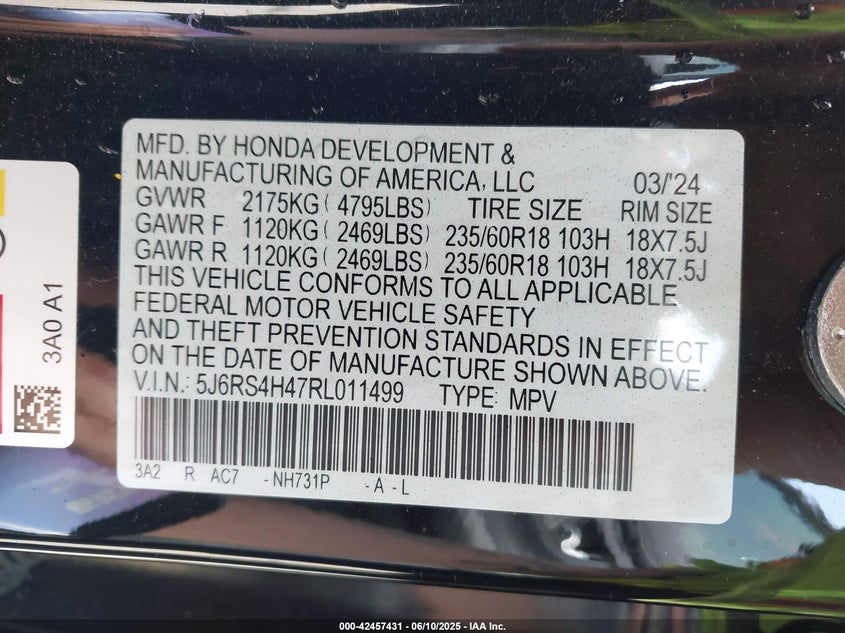 MFD. BY HONDA DEVELOPMENT &
MANUFACTURING OF AMERICA, LLC 03/'24
GVWR 2175KG ( 4795LBS) TIRE SIZE RIM SIZE
GAWR F 1120KG ( 2469LBS) 235/60R18 103H 18X7.5J
GAWR R 1120KG ( 2469LBS) 235/60R18 103H 18X7.5J
THIS VEHICLE CONFORMS TO ALL APPLICABLE
FEDERAL MOTOR VEHICLE SAFETY
AND THEFT PREVENTION STANDARDS IN EFFECT
ON THE DATE OF MANUFACTURE SHOWN ABOVE.
V.I.N.: 5J6RS4H47RL011499 TYPE: MPV
3A2 R AC7 -NH731P -A-L
3A0 A1
000-42457431 - 06/10/2025 - IAA Inc.